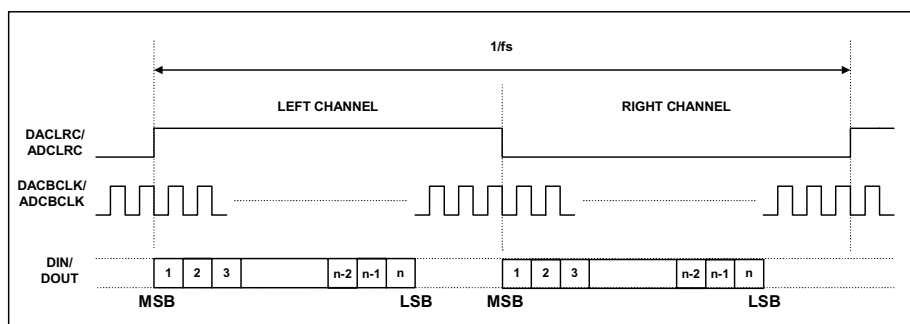 1/fs
LEFT CHANNEL RIGHT CHANNEL
DACLRC/
ADCLRC
DACBCLK/
ADCBCLK
DIN/
DOUT
1 2 3 n-2 n-1 n 1 2 3 n-2 n-1 n
MSB LSB MSB LSB